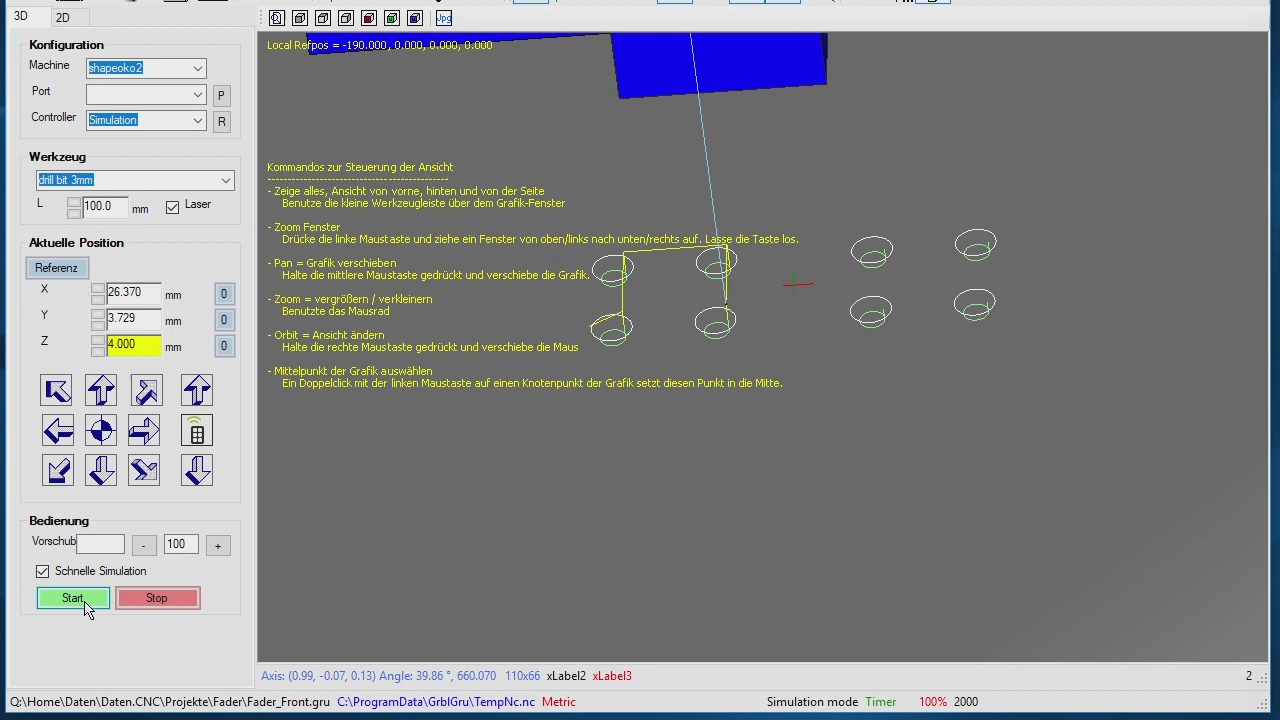 3D
2D
Jpg
Konfiguration
Machine shapeoko2
Port P
Controller Simulation R
Werkzeug
drill bit 3mm
L 100.0 mm Laser
Aktuelle Position
Referenz
X 26.370 mm 0
Y 3.729 mm 0
Z 4.000 mm 0
Bedienung
Vorschub - 100 +
Schnelle Simulation
Start Stop
Local Refpos = -190.000, 0.000, 0.000, 0.000
Kommandos zur Steuerung der Ansicht
---------------------------------------------
- Zeige alles, Ansicht von vorne, hinten und von der Seite
Benutze die kleine Werkzeugleiste über dem Grafik-Fenster
- Zoom Fenster
Drücke die linke Maustaste und ziehe ein Fenster von oben/links nach unten/rechts auf. Lasse die Taste los.
- Pan = Grafik verschieben
Halte die mittlere Maustaste gedrückt und verschiebe die Grafik.
- Zoom = vergrößern / verkleinern
Benutzte das Mausrad
- Orbit = Ansicht ändern
Halte die rechte Maustaste gedrückt und verschiebe die Maus
- Mittelpunkt der Grafik auswählen
Ein Doppelclick mit der linken Maustaste auf einen Knotenpunkt der Grafik setzt diesen Punkt in die Mitte.
Axis: (0.99, -0.07, 0.13) Angle: 39.86 °, 660.070 110x66 xLabel2 xLabel3 2
Q:\Home\Daten\Daten.CNC\Projekte\Fader\Fader_Front.gru C:\ProgramData\GrblGru\TempNc.nc Metric Simulation mode Timer 100% 2000